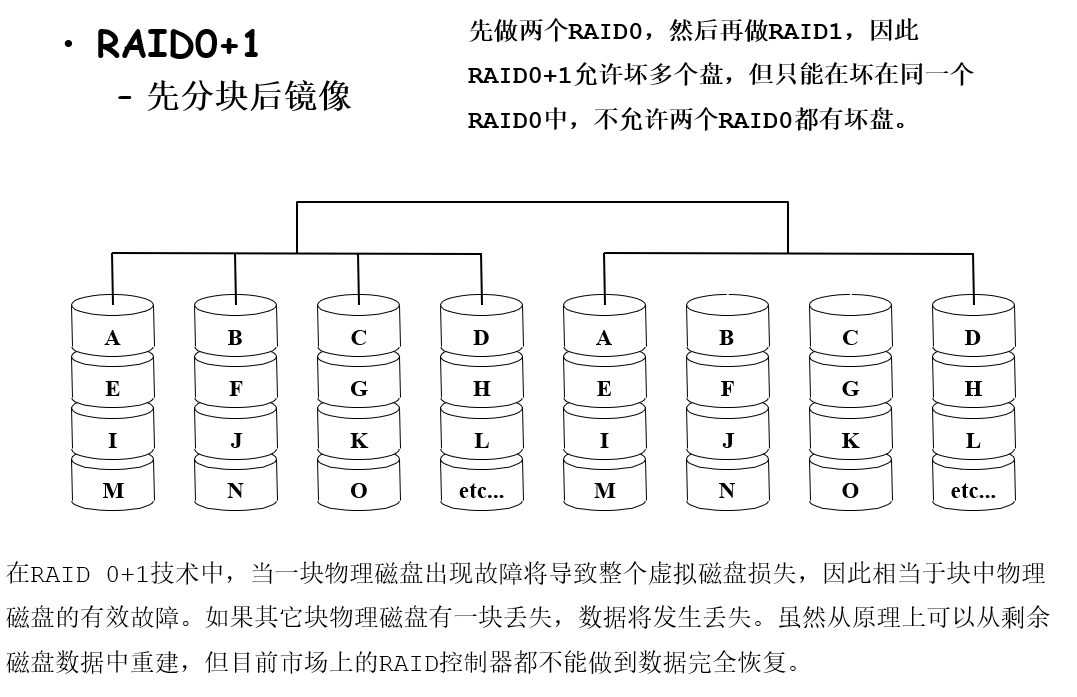 • RAID0+1
– 先分块后镜像
先做两个RAID0，然后再做RAID1，因此
RAID0+1允许坏多个盘，但只能在坏在同一个
RAID0中，不允许两个RAID0都有坏盘。
A B C D A B C D
E F G H E F G H
I J K L I J K L
M N O etc... M N O etc...
在RAID 0+1技术中，当一块物理磁盘出现故障将导致整个虚拟磁盘损失，因此相当于块中物理
磁盘的有效故障。如果其它块物理磁盘有一块丢失，数据将发生丢失。虽然从原理上可以从剩余
磁盘数据中重建，但目前市场上的RAID控制器都不能做到数据完全恢复。